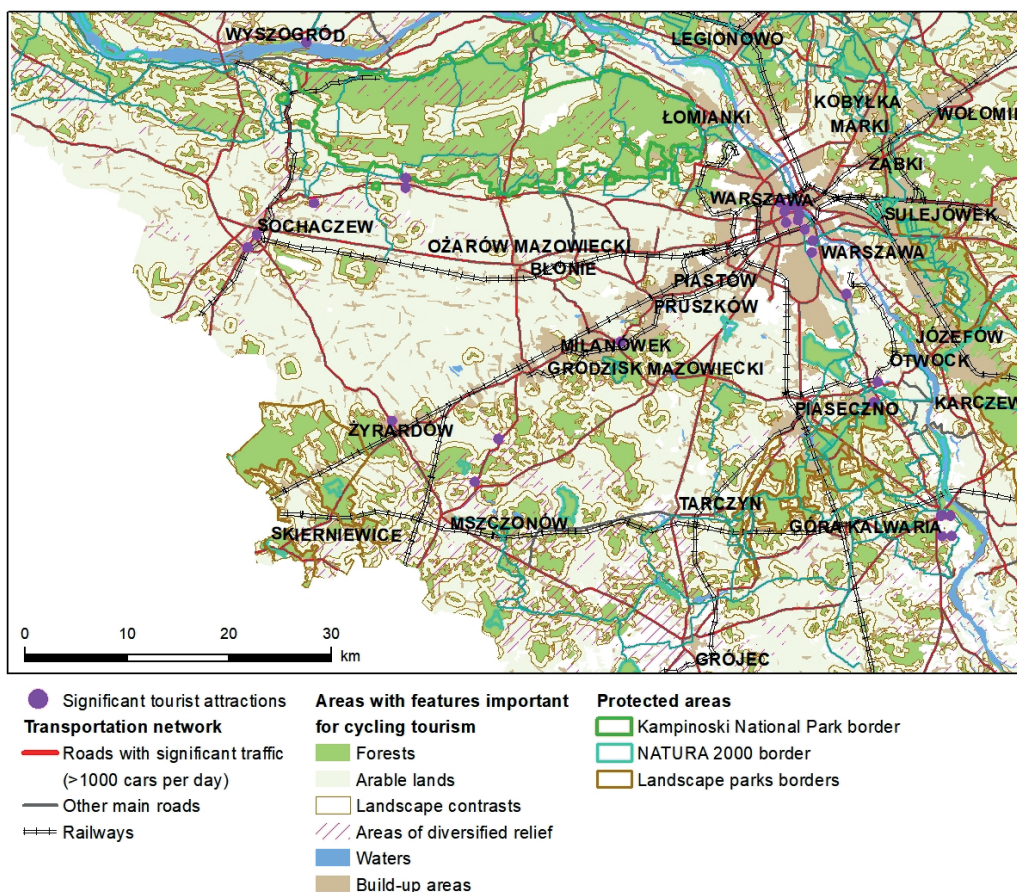 WYSZOGRÓD
LEGIONOWO
KOBYŁKA
MARKI
WOŁOMIN
ŁOMIANKI
ZĄBKI
WARSZAWA
SULEJÓWEK
SOCHACZEW
OŻARÓW MAZOWIECKI
WARSZAWA
BŁONIE
PIASTÓW
PRUSZKÓW
JÓZEFÓW
MILANÓWEK
OTWOCK
GRODZISK MAZOWIECKI
KARCZEW
PIASECZNO
ŻYRARDÓW
TARCZYN
MSZCZONÓW
GÓRA KALWARIA
SKIERNIEWICE
GRÓJEC
0 10 20 30
km
Significant tourist attractions
Transportation network
Roads with significant traffic
(>1000 cars per day)
Other main roads
Railways
Areas with features important
for cycling tourism
Forests
Arable lands
Landscape contrasts
Areas of diversified relief
Waters
Build-up areas
Protected areas
Kampinoski National Park border
NATURA 2000 border
Landscape parks borders